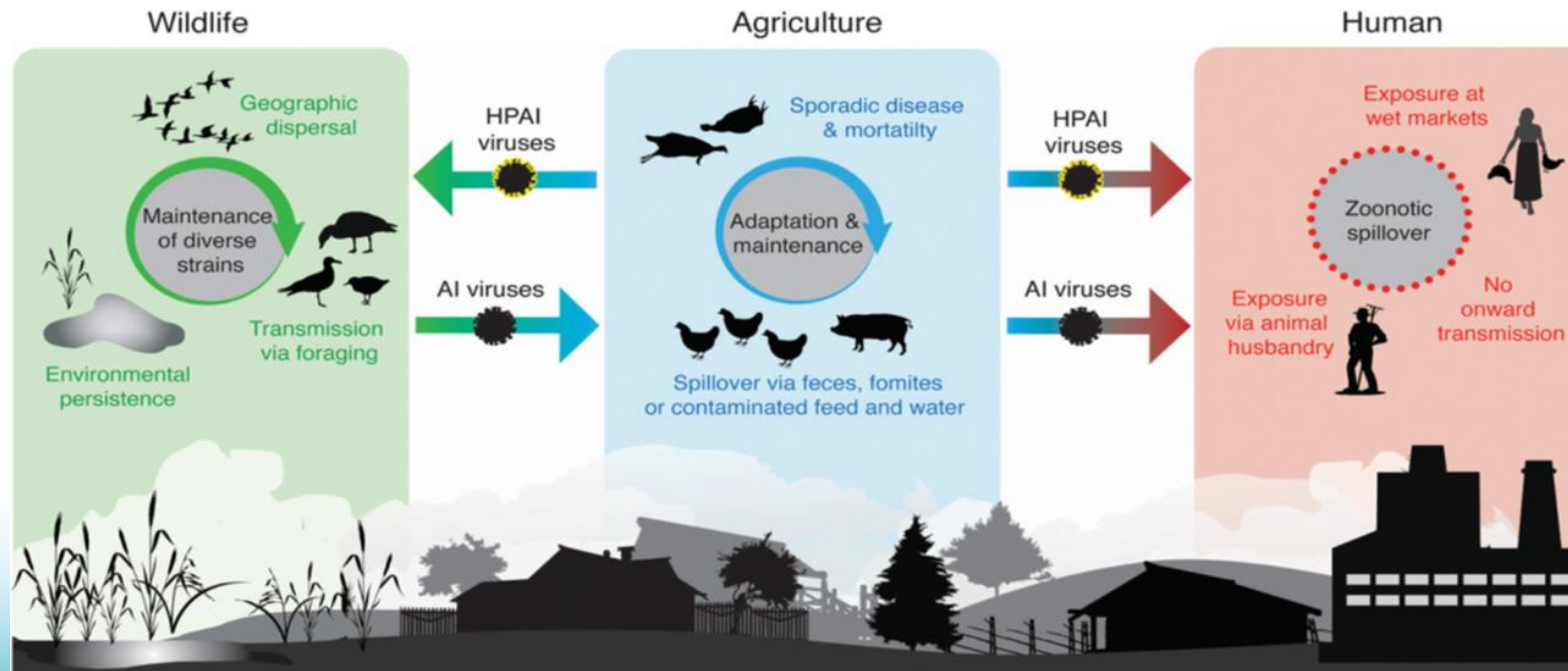 Wildlife
Agriculture
Human
Geographic
dispersal
Maintenance
of diverse
strains
Transmission
via foraging
Environmental
persistence
HPAI
viruses
AI viruses
Sporadic disease
& mortatilty
Adaptation &
maintenance
Spillover via feces, fomites
or contaminated feed and water
HPAI
viruses
AI viruses
Exposure at
wet markets
Zoonotic
spillover
Exposure
via animal
husbandry
No
onward
transmission